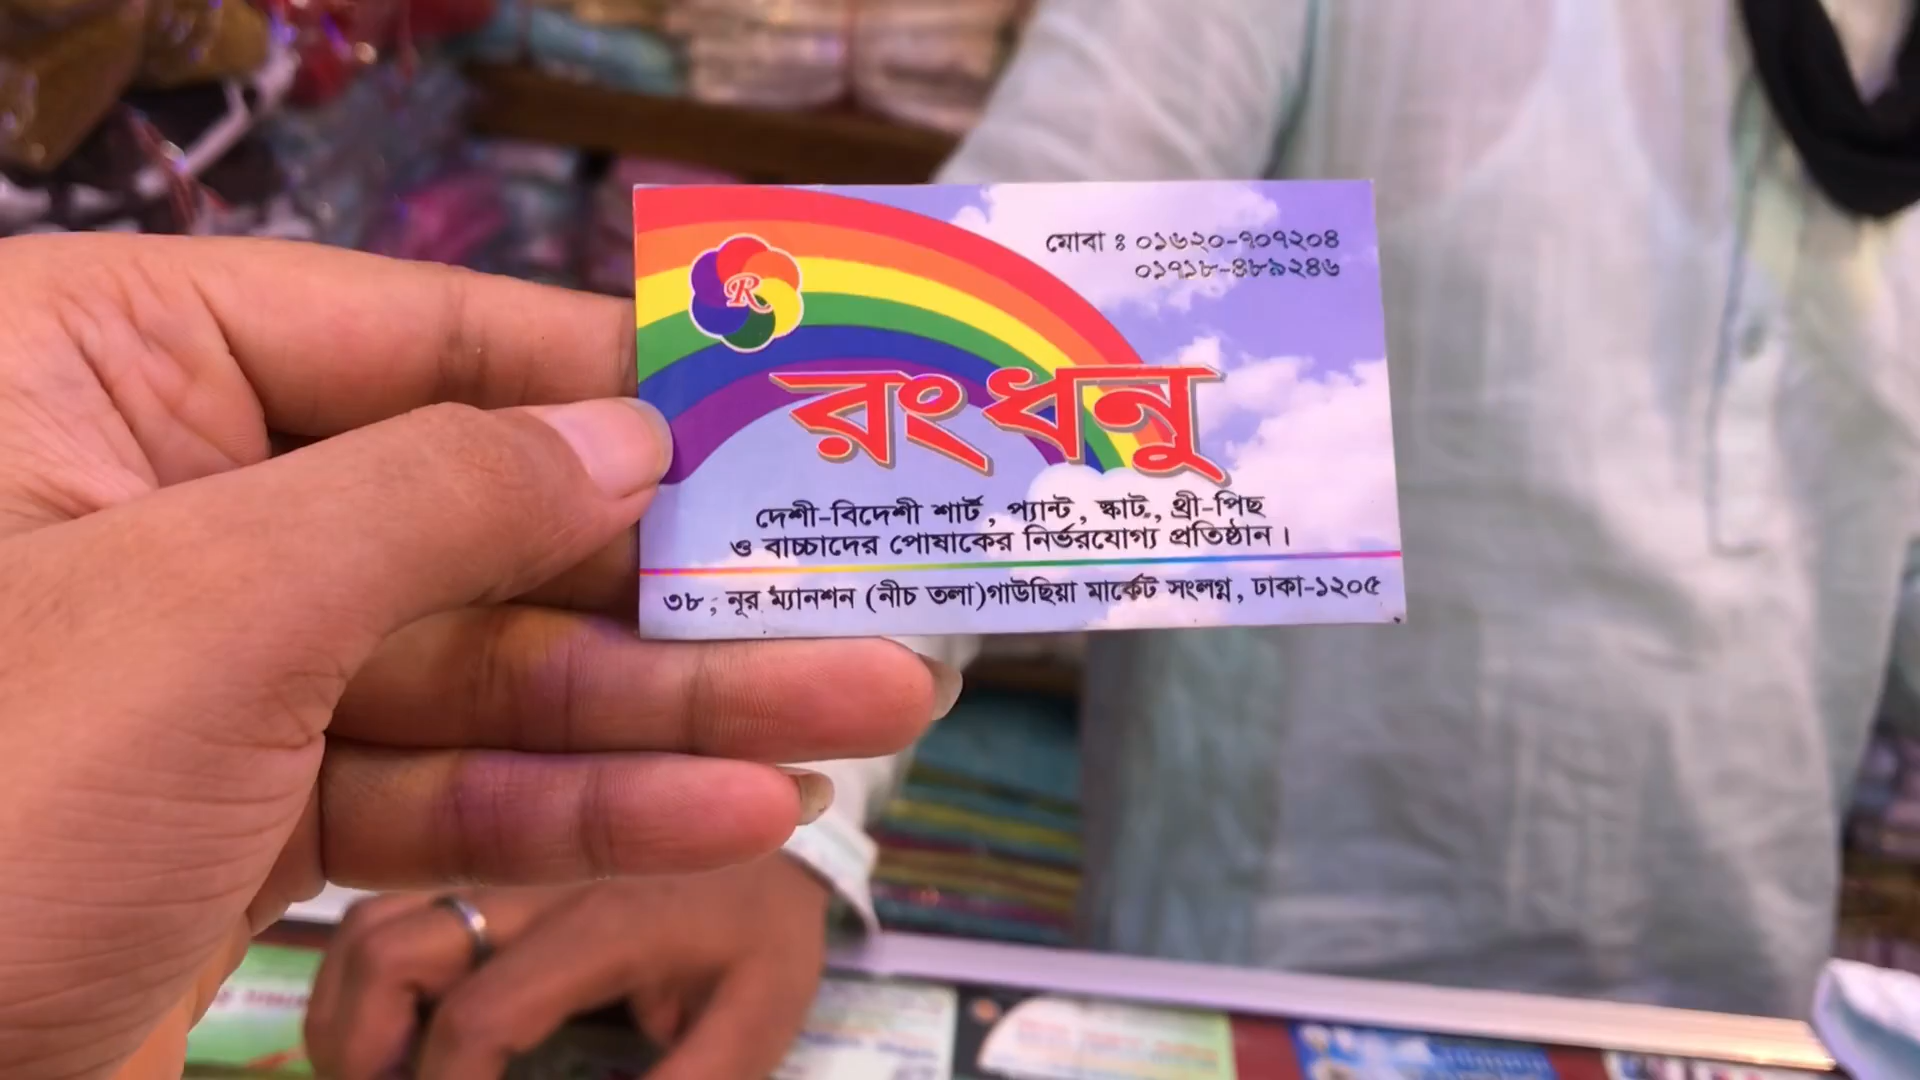 R
মোবা ঃ ০১৬২০-৭০৭২০৪
০১৭১৮-৪৮৯২৪৬
রংধনু
দেশী-বিদেশী শার্ট, প্যান্ট, স্কার্ট, থ্রী-পিছ
ও বাচ্চাদের পোষাকের নির্ভরযোগ্য প্রতিষ্ঠান।
৩৮, নূর ম্যানশন (নীচ তলা)গাউছিয়া মার্কেট সংলগ্ন, ঢাকা-১২০৫